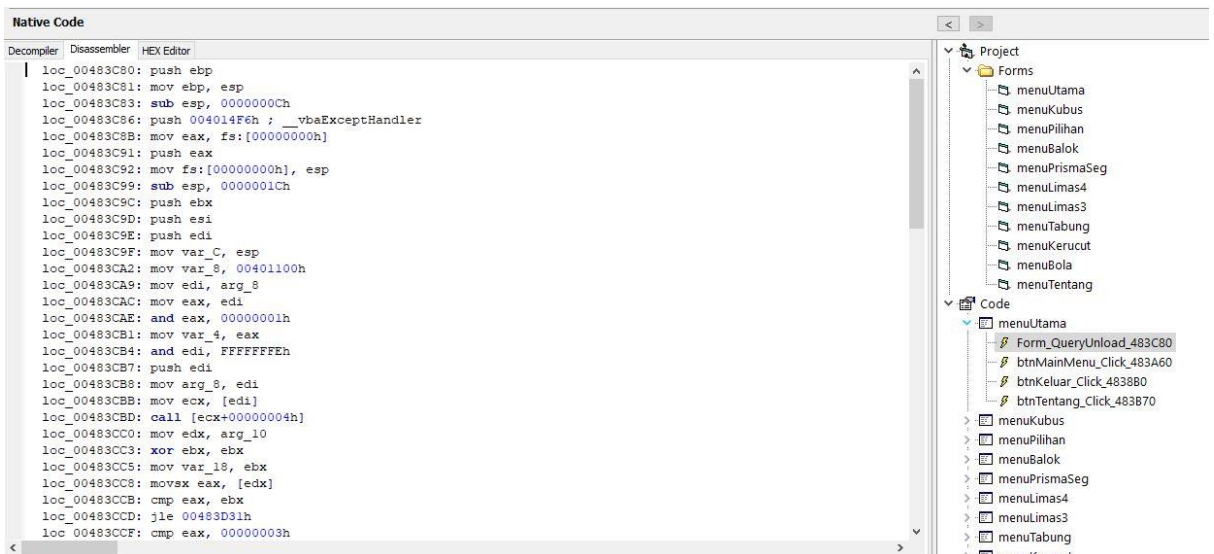 Native Code
< >
Decompiler Disassembler HEX Editor
loc_00483C80: push ebp
loc_00483C81: mov ebp, esp
loc_00483C83: sub esp, 0000000Ch
loc_00483C86: push 004014F6h ; __vbaExceptHandler
loc_00483C8B: mov eax, fs:[00000000h]
loc_00483C91: push eax
loc_00483C92: mov fs:[00000000h], esp
loc_00483C99: sub esp, 0000001Ch
loc_00483C9C: push ebx
loc_00483C9D: push esi
loc_00483C9E: push edi
loc_00483C9F: mov var_C, esp
loc_00483CA2: mov var_8, 00401100h
loc_00483CA9: mov edi, arg_8
loc_00483CAC: mov eax, edi
loc_00483CAE: and eax, 00000001h
loc_00483CB1: mov var_4, eax
loc_00483CB4: and edi, FFFFFFFEh
loc_00483CB7: push edi
loc_00483CB8: mov arg_8, edi
loc_00483CBB: mov ecx, [edi]
loc_00483CBD: call [ecx+00000004h]
loc_00483CC0: mov edx, arg_10
loc_00483CC3: xor ebx, ebx
loc_00483CC5: mov var_18, ebx
loc_00483CC8: movsx eax, [edx]
loc_00483CCB: cmp eax, ebx
loc_00483CCD: jle 00483D31h
loc_00483CCF: cmp eax, 00000003h
Project
Forms
menuUtama
menuKubus
menuPilihan
menuBalok
menuPrismaSeg
menuLimas4
menuLimas3
menuTabung
menuKerucut
menuBola
menuTentang
Code
menuUtama
Form_QueryUnload_483C80
btnMainMenu_Click_483A60
btnKeluar_Click_4838B0
btnTentang_Click_483B70
menuKubus
menuPilihan
menuBalok
menuPrismaSeg
menuLimas4
menuLimas3
menuTabung